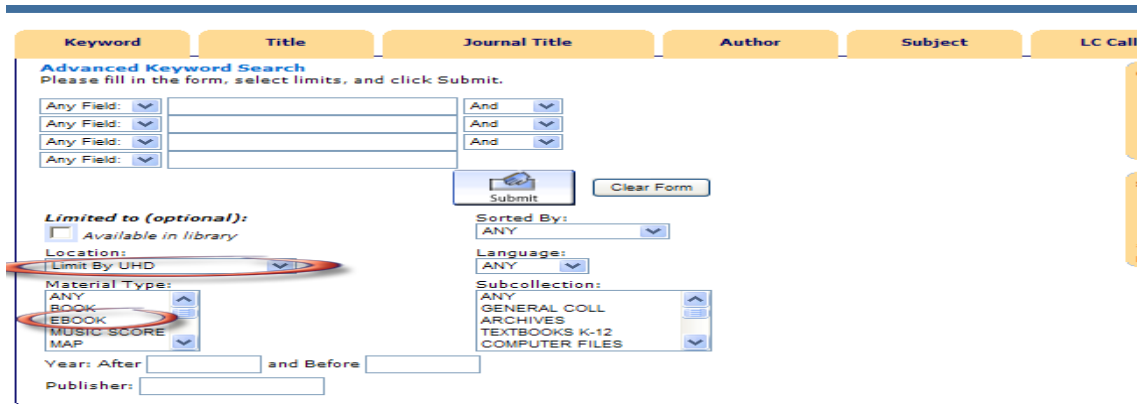 Keyword Title Journal Title Author Subject LC Call
Advanced Keyword Search
Please fill in the form, select limits, and click Submit.
Any Field: And
Any Field: And
Any Field: And
Any Field:
Submit Clear Form
Limited to (optional): Sorted By:
Available in library ANY
Location: Language:
Limit By UHD ANY
Material Type: Subcollection:
ANY ANY
BOOK GENERAL COLL
EBOOK ARCHIVES
MUSIC SCORE TEXTBOOKS K-12
MAP COMPUTER FILES
Year: After and Before
Publisher: